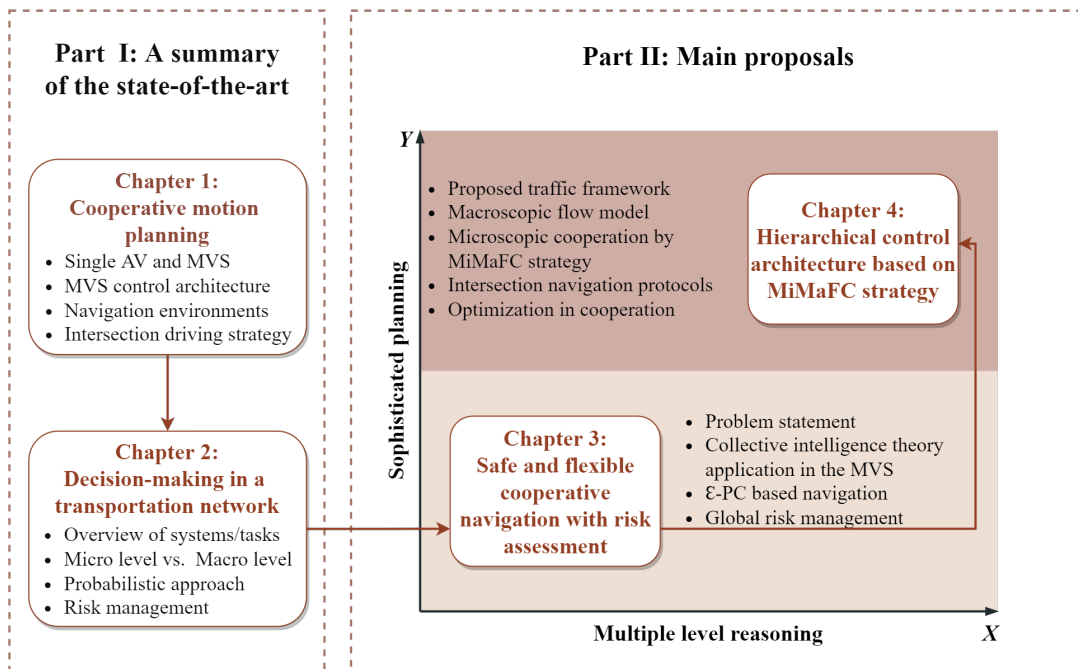 Part I: A summary
of the state-of-the-art
Chapter 1:
Cooperative motion
planning
• Single AV and MVS
• MVS control architecture
• Navigation environments
• Intersection driving strategy
Chapter 2:
Decision-making in a
transportation network
• Overview of systems/tasks
• Micro level vs. Macro level
• Probabilistic approach
• Risk management
Part II: Main proposals
Y
Sophisticated planning
• Proposed traffic framework
• Macroscopic flow model
• Microscopic cooperation by
MiMaFC strategy
• Intersection navigation protocols
• Optimization in cooperation
Chapter 4:
Hierarchical control
architecture based on
MiMaFC strategy
Chapter 3:
Safe and flexible
cooperative
navigation with risk
assessment
• Problem statement
• Collective intelligence theory
application in the MVS
• Ɛ-PC based navigation
• Global risk management
Multiple level reasoning
X